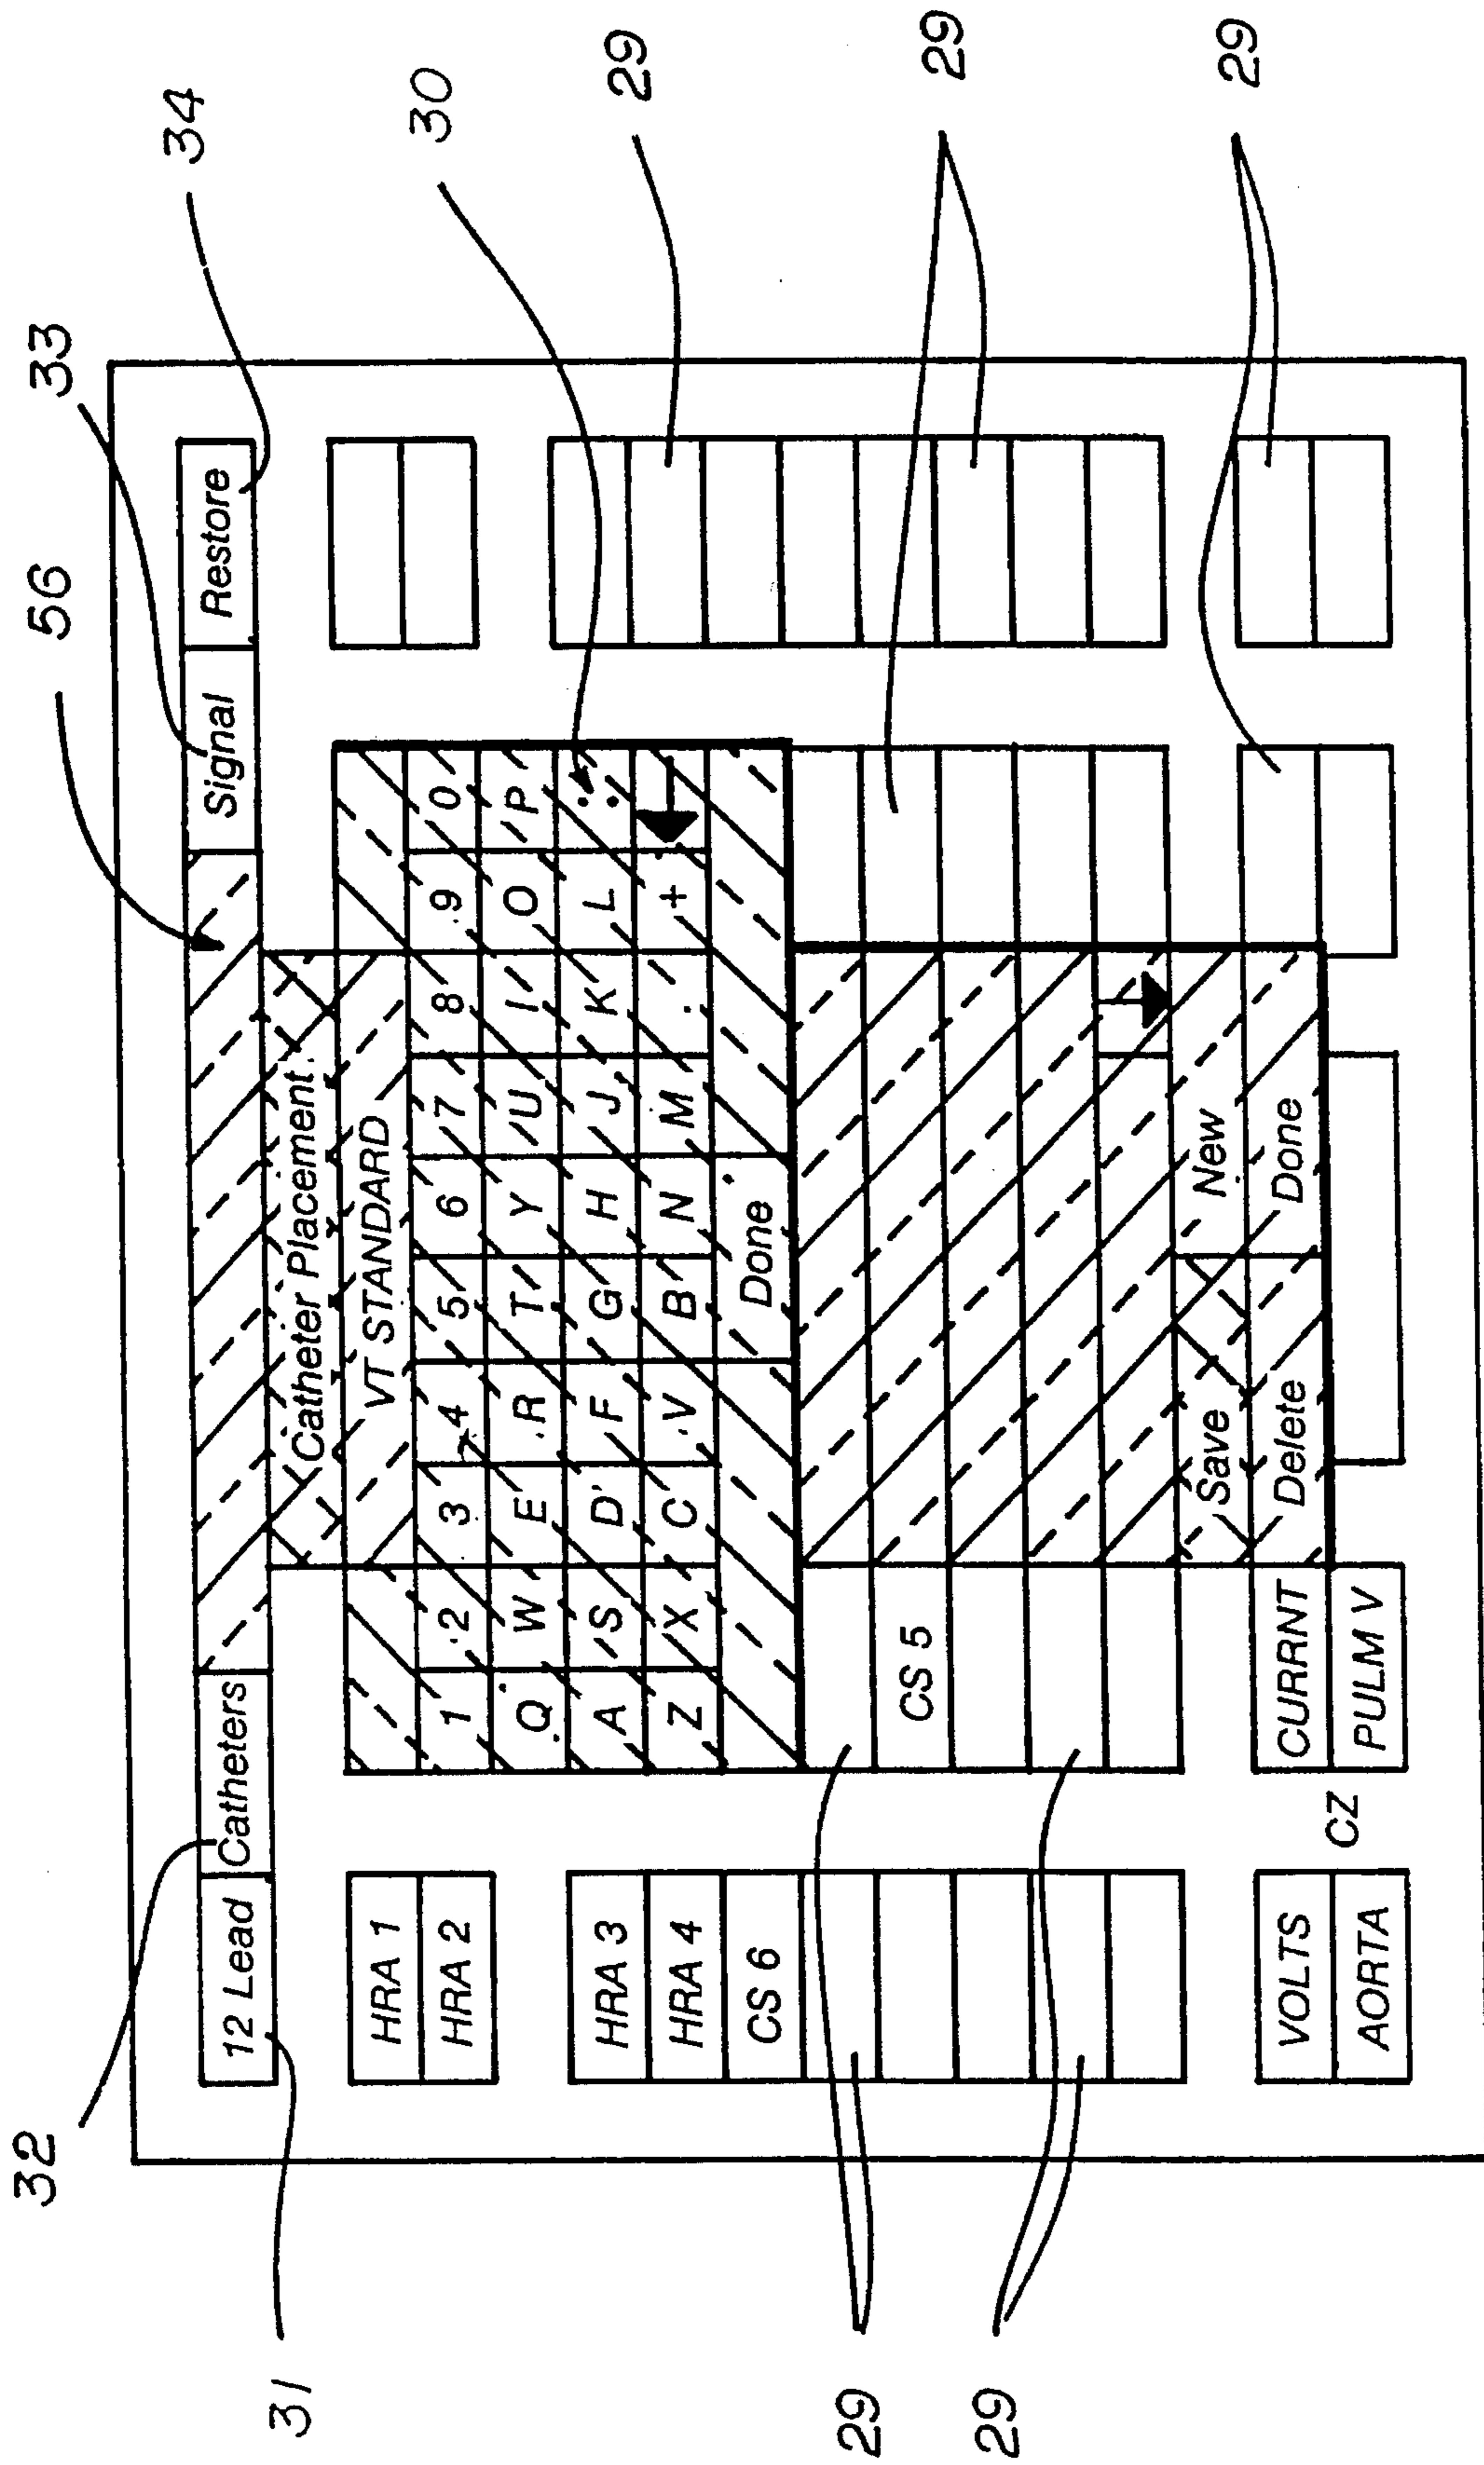 32 56 33
34
12 Lead Catheters Signal Restore
31
Catheter Placement
HRA 1 VT STANDARD
30
HRA 2 1 2 3 4 5 6 7 8 9 0
Q W E R T Y U I O P
HRA 3 A S D F G H J K L :
29
HRA 4 Z X C V B N M . +
CS 6 Done
29
CS 5
29
29
Save New
29
VOLTS CURRNT Delete Done
CZ
AORTA PULM V